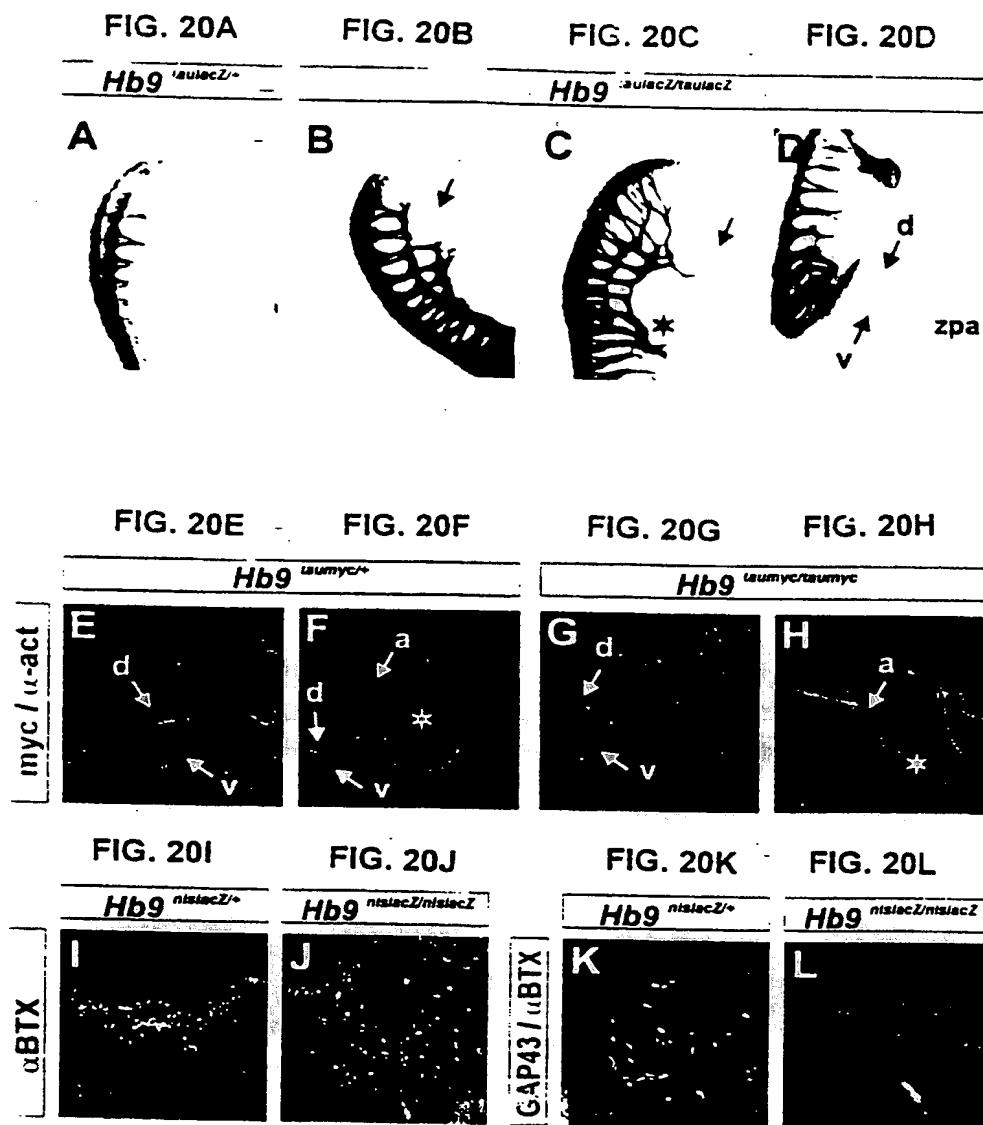 FIG. 20A FIG. 20B FIG. 20C FIG. 20D
Hb9 taulacZ/+ Hb9 taulacZ/taulacZ
A B C D
d
zpa
v
FIG. 20E FIG. 20F FIG. 20G FIG. 20H
Hb9 taumyc/+ Hb9 taumyc/taumyc
myc / α-act
E F G H
d a d a
d
v v v
FIG. 20I FIG. 20J FIG. 20K FIG. 20L
Hb9 nlslacZ/+ Hb9 nlslacZ/nlslacZ Hb9 nlslacZ/+ Hb9 nlslacZ/nlslacZ
αBTX
I J
GAP43 / αBTX
K L